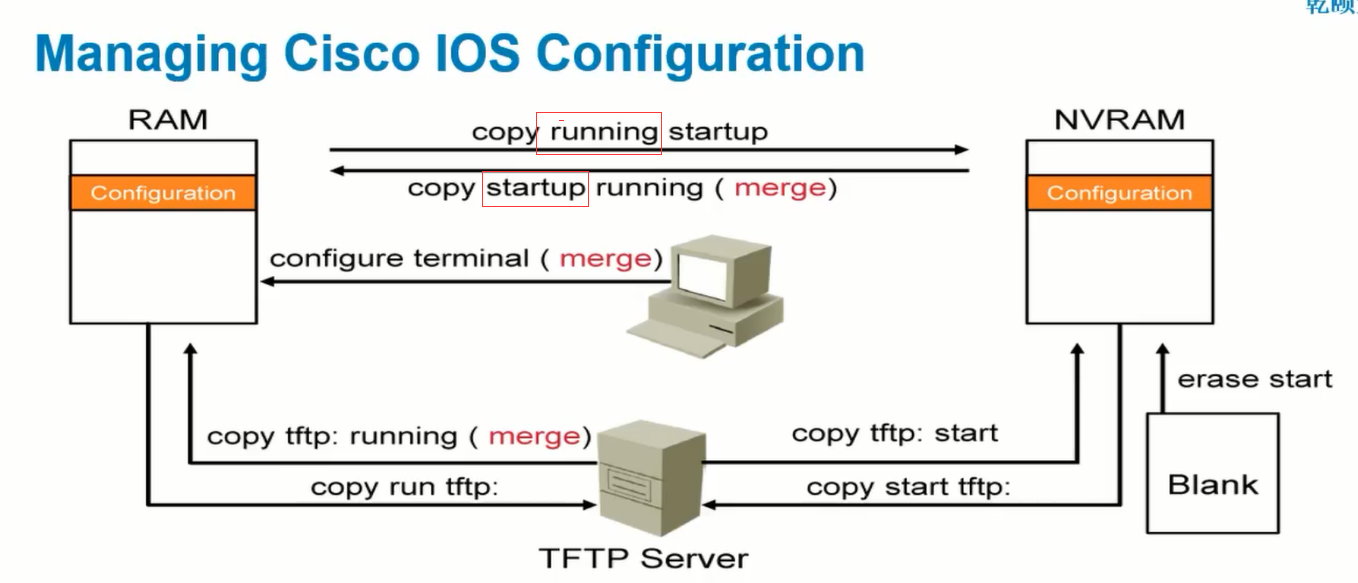 乾颐
Managing Cisco IOS Configuration
RAM
NVRAM
copy running startup
Configuration
copy startup running ( merge)
Configuration
configure terminal ( merge)
erase start
copy tftp: running ( merge)
copy tftp: start
copy run tftp:
copy start tftp:
Blank
TFTP Server